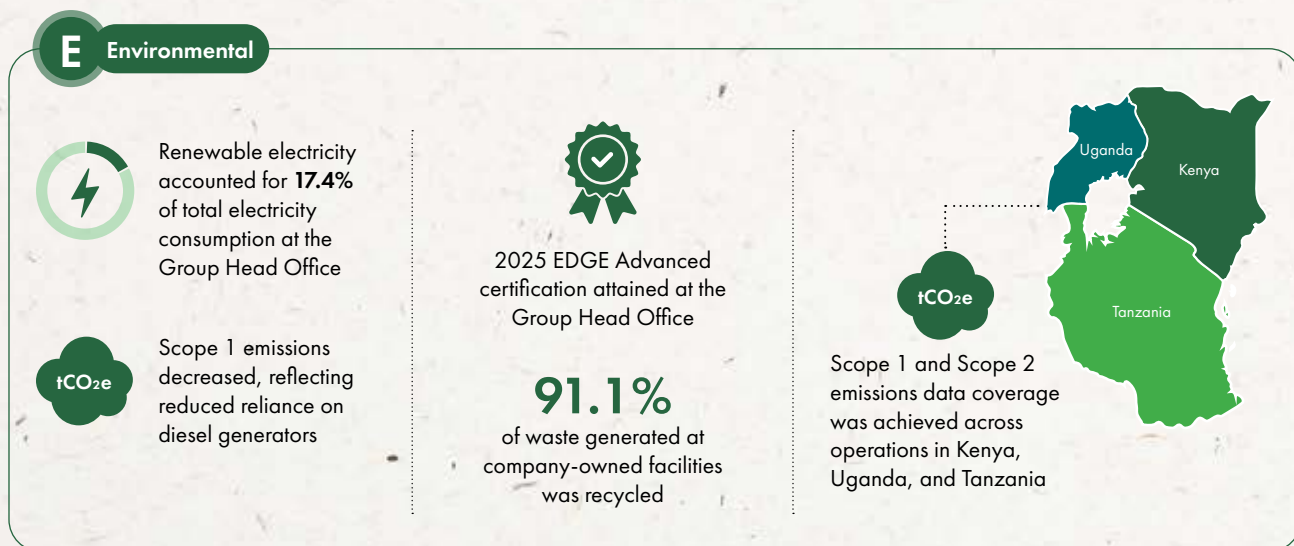 E Environmental
Renewable electricity
accounted for 17.4%
of total electricity
consumption at the
Group Head Office
tCO₂e
Scope 1 emissions
decreased, reflecting
reduced reliance on
diesel generators
2025 EDGE Advanced
certification attained at the
Group Head Office
91.1%
of waste generated at
company-owned facilities
was recycled
Uganda
Kenya
Tanzania
tCO₂e
Scope 1 and Scope 2
emissions data coverage
was achieved across
operations in Kenya,
Uganda, and Tanzania